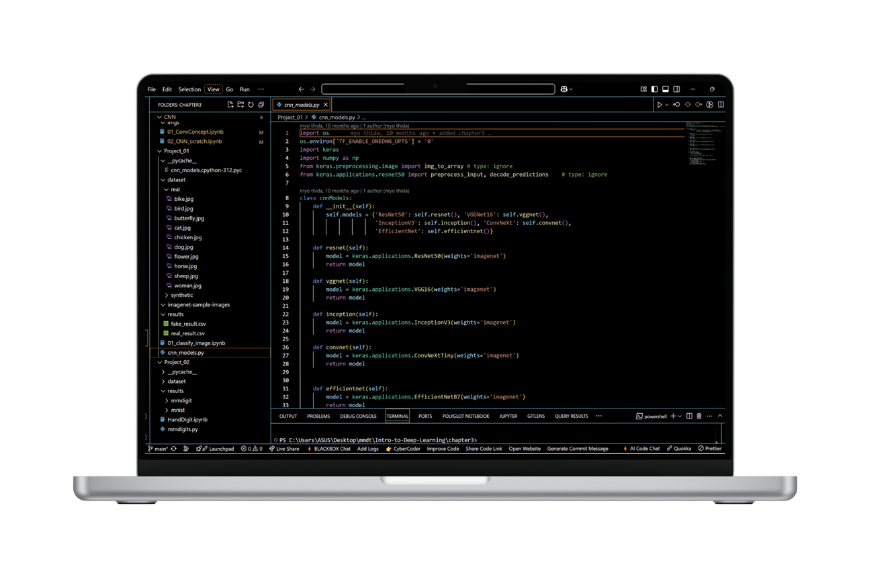 File Edit Selection View Go Run ···
FOLDERS: CHAPTER3
CNN
imgs
01_ConvConcept.ipynb M
02_CNN_scratch.ipynb M
Project_01
__pycache__
cnn_models.cpython-312.pyc
dataset
real
bike.jpg
bird.jpg
butterfly.jpg
cat.jpg
chicken.jpg
dog.jpg
flower.jpg
horse.jpg
sheep.jpg
woman.jpg
synthetic
imagenet-sample-images
results
fake_result.csv
real_result.csv
01_classify_image.ipynb
cnn_models.py
Project_02
__pycache__
dataset
results
mmdigit
mnist
HandDigit.ipynb
mmdigits.py
cnn_models.py
Project_01 > cnn_models.py > ...
myo thida, 10 months ago | 1 author (myo thida)
1 import os myo thida, 10 months ago • added chapter3 …
2 os.environ['TF_ENABLE_ONEDNN_OPTS'] = '0'
3 import keras
4 import numpy as np
5 from keras.preprocessing.image import img_to_array # type: ignore
6 from keras.applications.resnet50 import preprocess_input, decode_predictions # type: ignore
7
myo thida, 10 months ago | 1 author (myo thida)
8 class cnnModels:
9 def __init__(self):
10 self.models = {'ResNet50': self.resnet(), 'VGGNet16': self.vggnet(),
11 'InceptionV3': self.inception(), 'ConvNeXt': self.convnet(),
12 'EfficientNet': self.efficientnet()}
13
14 def resnet(self):
15 model = keras.applications.ResNet50(weights='imagenet')
16 return model
17
18 def vggnet(self):
19 model = keras.applications.VGG16(weights='imagenet')
20 return model
21
22 def inception(self):
23 model = keras.applications.InceptionV3(weights='imagenet')
24 return model
25
26 def convnet(self):
27 model = keras.applications.ConvNeXtTiny(weights='imagenet')
28 return model
29
30
31 def efficientnet(self):
32 model = keras.applications.EfficientNetB7(weights='imagenet')
33 return model
OUTPUT PROBLEMS DEBUG CONSOLE TERMINAL PORTS POLYGLOT NOTEBOOK JUPYTER GITLENS QUERY RESULTS ··· powershell
PS C:\Users\ASUS\Desktop\mmdt\Intro-to-Deep-Learning\chapter3>
main* Launchpad 0 0 Live Share BLACKBOX Chat Add Logs CyberCoder Improve Code Share Code Link Open Website Generate Commit Message AI Code Chat Quokka Prettier